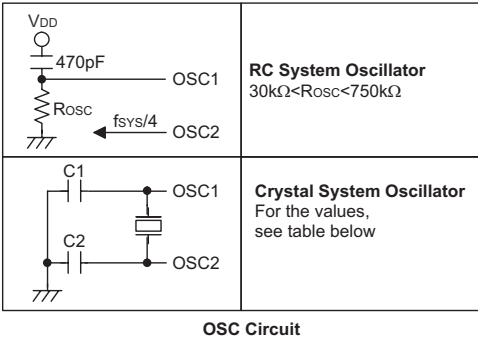 VDD
470pF
OSC1
ROSC
fSYS/4
OSC2
RC System Oscillator
30kΩ<ROSC<750kΩ
C1
OSC1
C2
OSC2
Crystal System Oscillator
For the values,
see table below
OSC Circuit